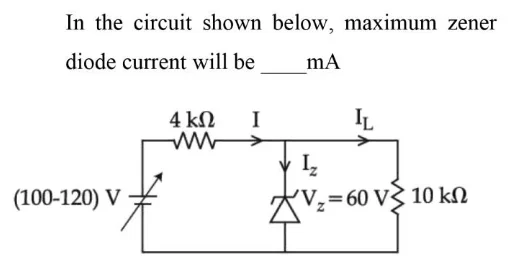 In the circuit shown below, maximum zener
diode current will be ____mA
4 kΩ I I_L
I_z
(100-120) V V_z=60 V 10 kΩ